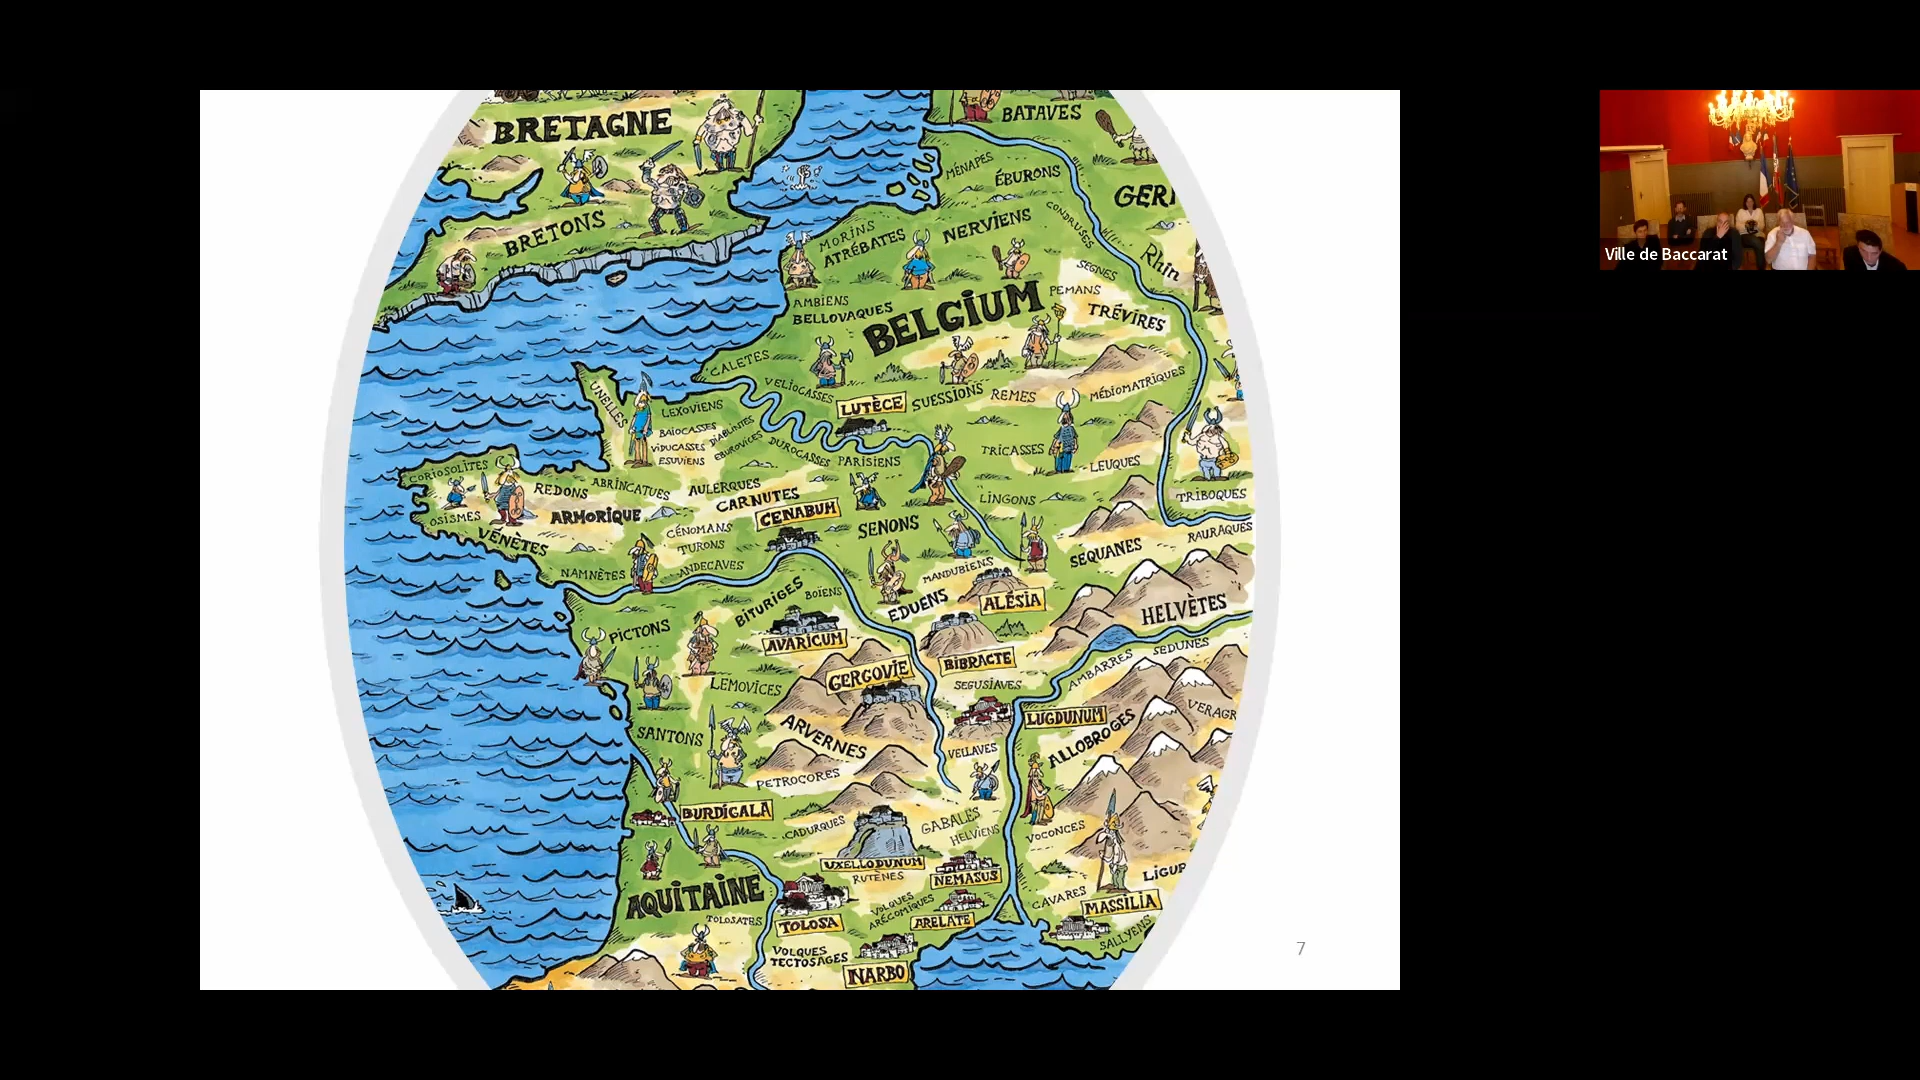 BRETAGNE
BATAVES
MÉNAPES
ÉBURONS
GER
BRETONS
NERVIENS
CONDRUSES
MORINS
ATRÉBATES
Rhin
SEGNES
PEMANS
AMBIENS
BELLOVAQUES
BELGIUM
TRÉVIRES
CALETES
VELIOCASSES
LUTÈCE
SUESSIONS
REMES
MÉDIOMATRIQUES
UNELLES
LEXOVIENS
BAIOCASSES
DIABLINTES
VIDUCASSES
ESUVIENS
EBUROVICES
DUROCASSES
PARISIENS
TRICASSES
LEUQUES
CORIOSOLITES
REDONS
ABRINCATUES
AULERQUES
CARNUTES
CENABUM
LINGONS
TRIBOQUES
OSISMES
ARMORIQUE
CÉNOMANS
SENONS
RAURAQUES
VÉNÈTES
TURONS
SEQUANES
NAMNÈTES
ANDECAVES
MANDUBIENS
BITURIGES
BOÏENS
EDUENS
ALÉSIA
HELVÈTES
PICTONS
AVARICUM
BIBRACTE
AMBARRES
SEDUNES
GERGOVIE
LEMOVICES
SEGUSIAVES
LUGDUNUM
VERAGR
SANTONS
ARVERNES
VELLAVES
ALLOBROGES
PETROCORES
BURDIGALA
CADURQUES
GABALES
HELVIENS
VOCONCES
UXELLODUNUM
RUTÈNES
NEMASUS
LIGUR
AQUITAINE
CAVARES
MASSILIA
TOLOSATES
TOLOSA
VOLQUES
ARÉCOMIQUES
ARELATE
SALLYENS
VOLQUES
TECTOSAGES
NARBO
7
Ville de Baccarat